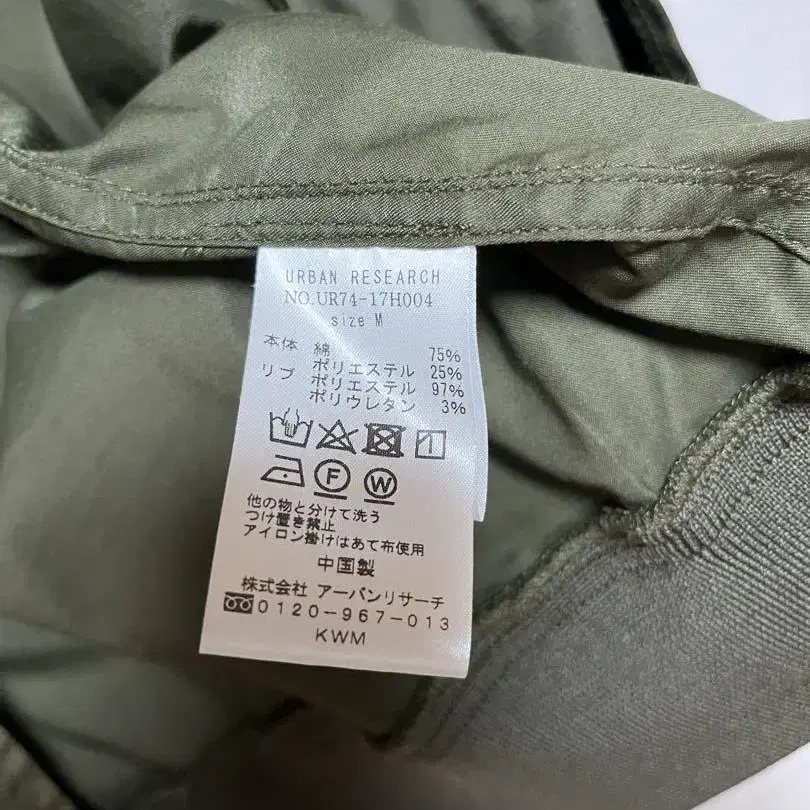 URBAN RESEARCH
NO.UR74-17H004
size M
本体 綿 75%
ポリエステル 25%
リブ ポリエステル 97%
ポリウレタン 3%
F W
他の物と分けて洗う
つけ置き禁止
アイロン掛けはあて布使用
中国製
株式会社 アーバンリサーチ
0120-967-013
KWM